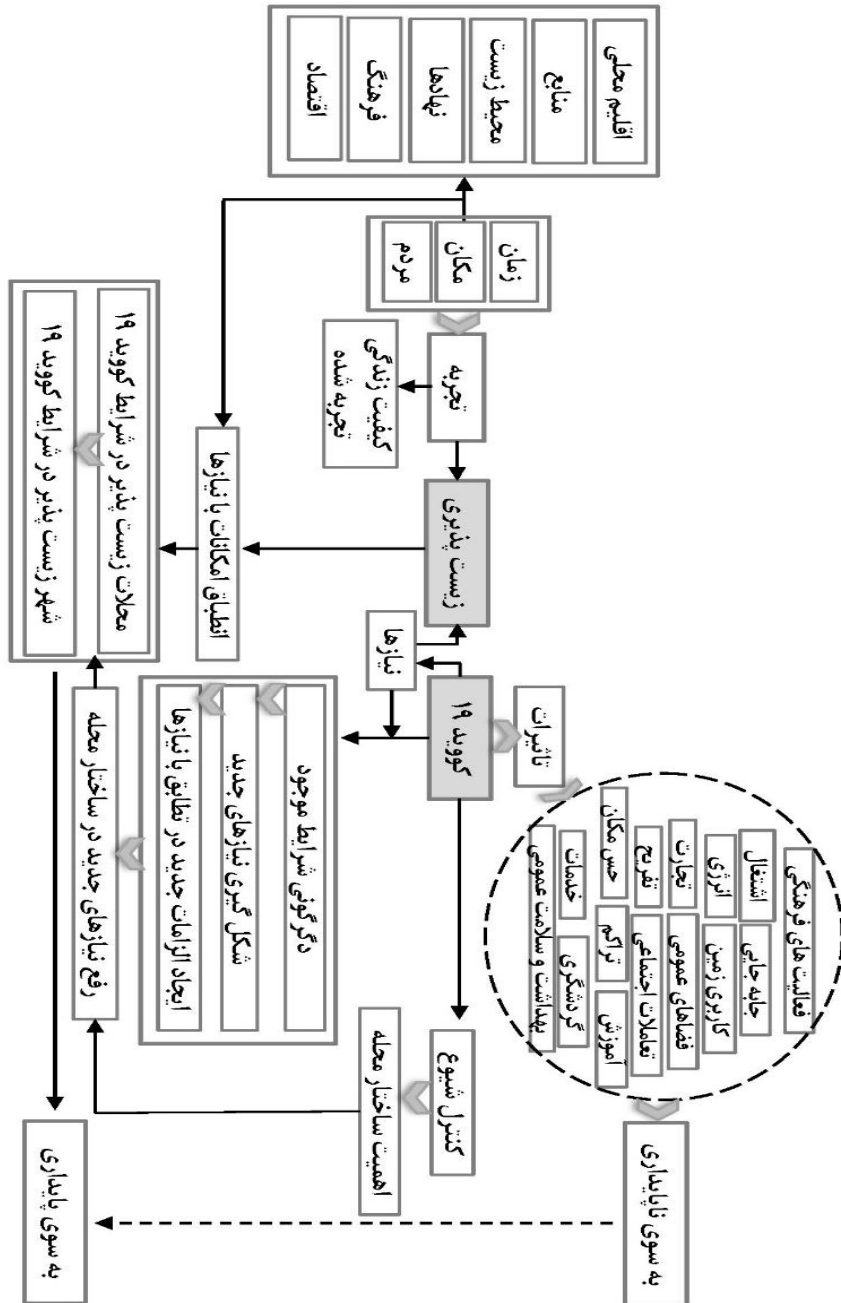 اقلیم محلی
منابع
محیط زیست
نهادها
فرهنگ
اقتصاد
زمان
مکان
مردم
تجربه
کیفیت زندگی
تجربه شده
زیست پذیری
انطباق امکانات با نیازها
محلات زیست پذیر در شرایط کووید ۱۹
شهر زیست پذیر در شرایط کووید ۱۹
نیازها
کووید ۱۹
تاثیرات
فعالیت های فرهنگی
اشتغال
جابه جایی
انرژی
کاربری زمین
تجارت
فضاهای عمومی
تفریح
تعاملات اجتماعی
حس مکان
تراکم
آموزش
خدمات
گردشگری
بهداشت و سلامت عمومی
دگرگونی شرایط موجود
شکل گیری نیازهای جدید
ایجاد الزامات جدید در تطابق با نیازها
رفع نیازهای جدید در ساختار محله
کنترل شیوع
اهمیت ساختار محله
به سوی ناپایداری
به سوی پایداری